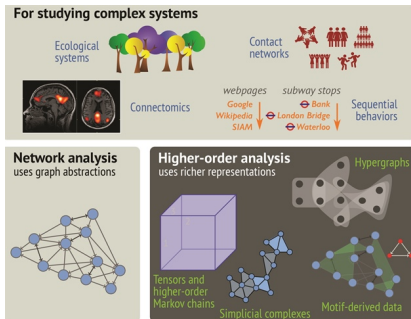 For studying complex systems
Ecological
systems
Contact
networks
Connectomics
webpages
Google
Wikipedia
SIAM
subway stops
Bank
London Bridge
Waterloo
Sequential
behaviors
Network analysis
uses graph abstractions
Higher-order analysis
uses richer representations
Hypergraphs
Tensors and
higher-order
Markov chains
Simplicial complexes
Motif-derived data